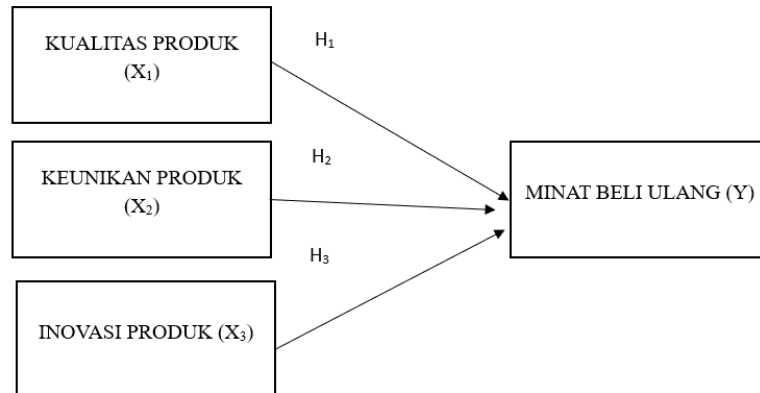 KUALITAS PRODUK
(X₁)
H₁
KEUNIKAN PRODUK
(X₂)
H₂
INOVASI PRODUK (X₃)
H₃
MINAT BELI ULANG (Y)